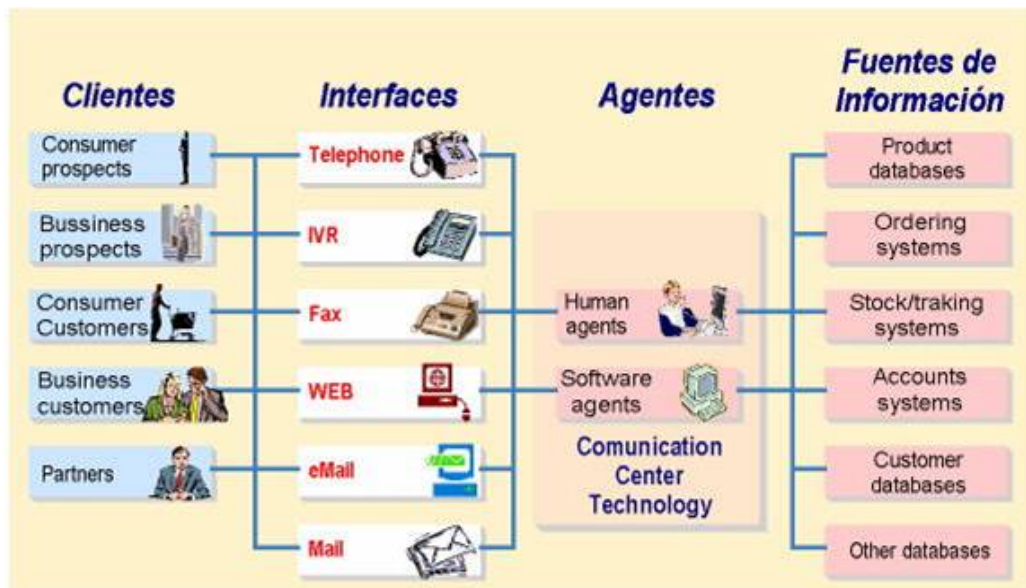 Clientes
Consumer
prospects
Bussiness
prospects
Consumer
Customers
Business
customers
Partners
Interfaces
Telephone
IVR
Fax
WEB
eMail
Mail
Agentes
Human
agents
Software
agents
Comunication
Center
Technology
Fuentes de
Información
Product
databases
Ordering
systems
Stock/traking
systems
Accounts
systems
Customer
databases
Other databases